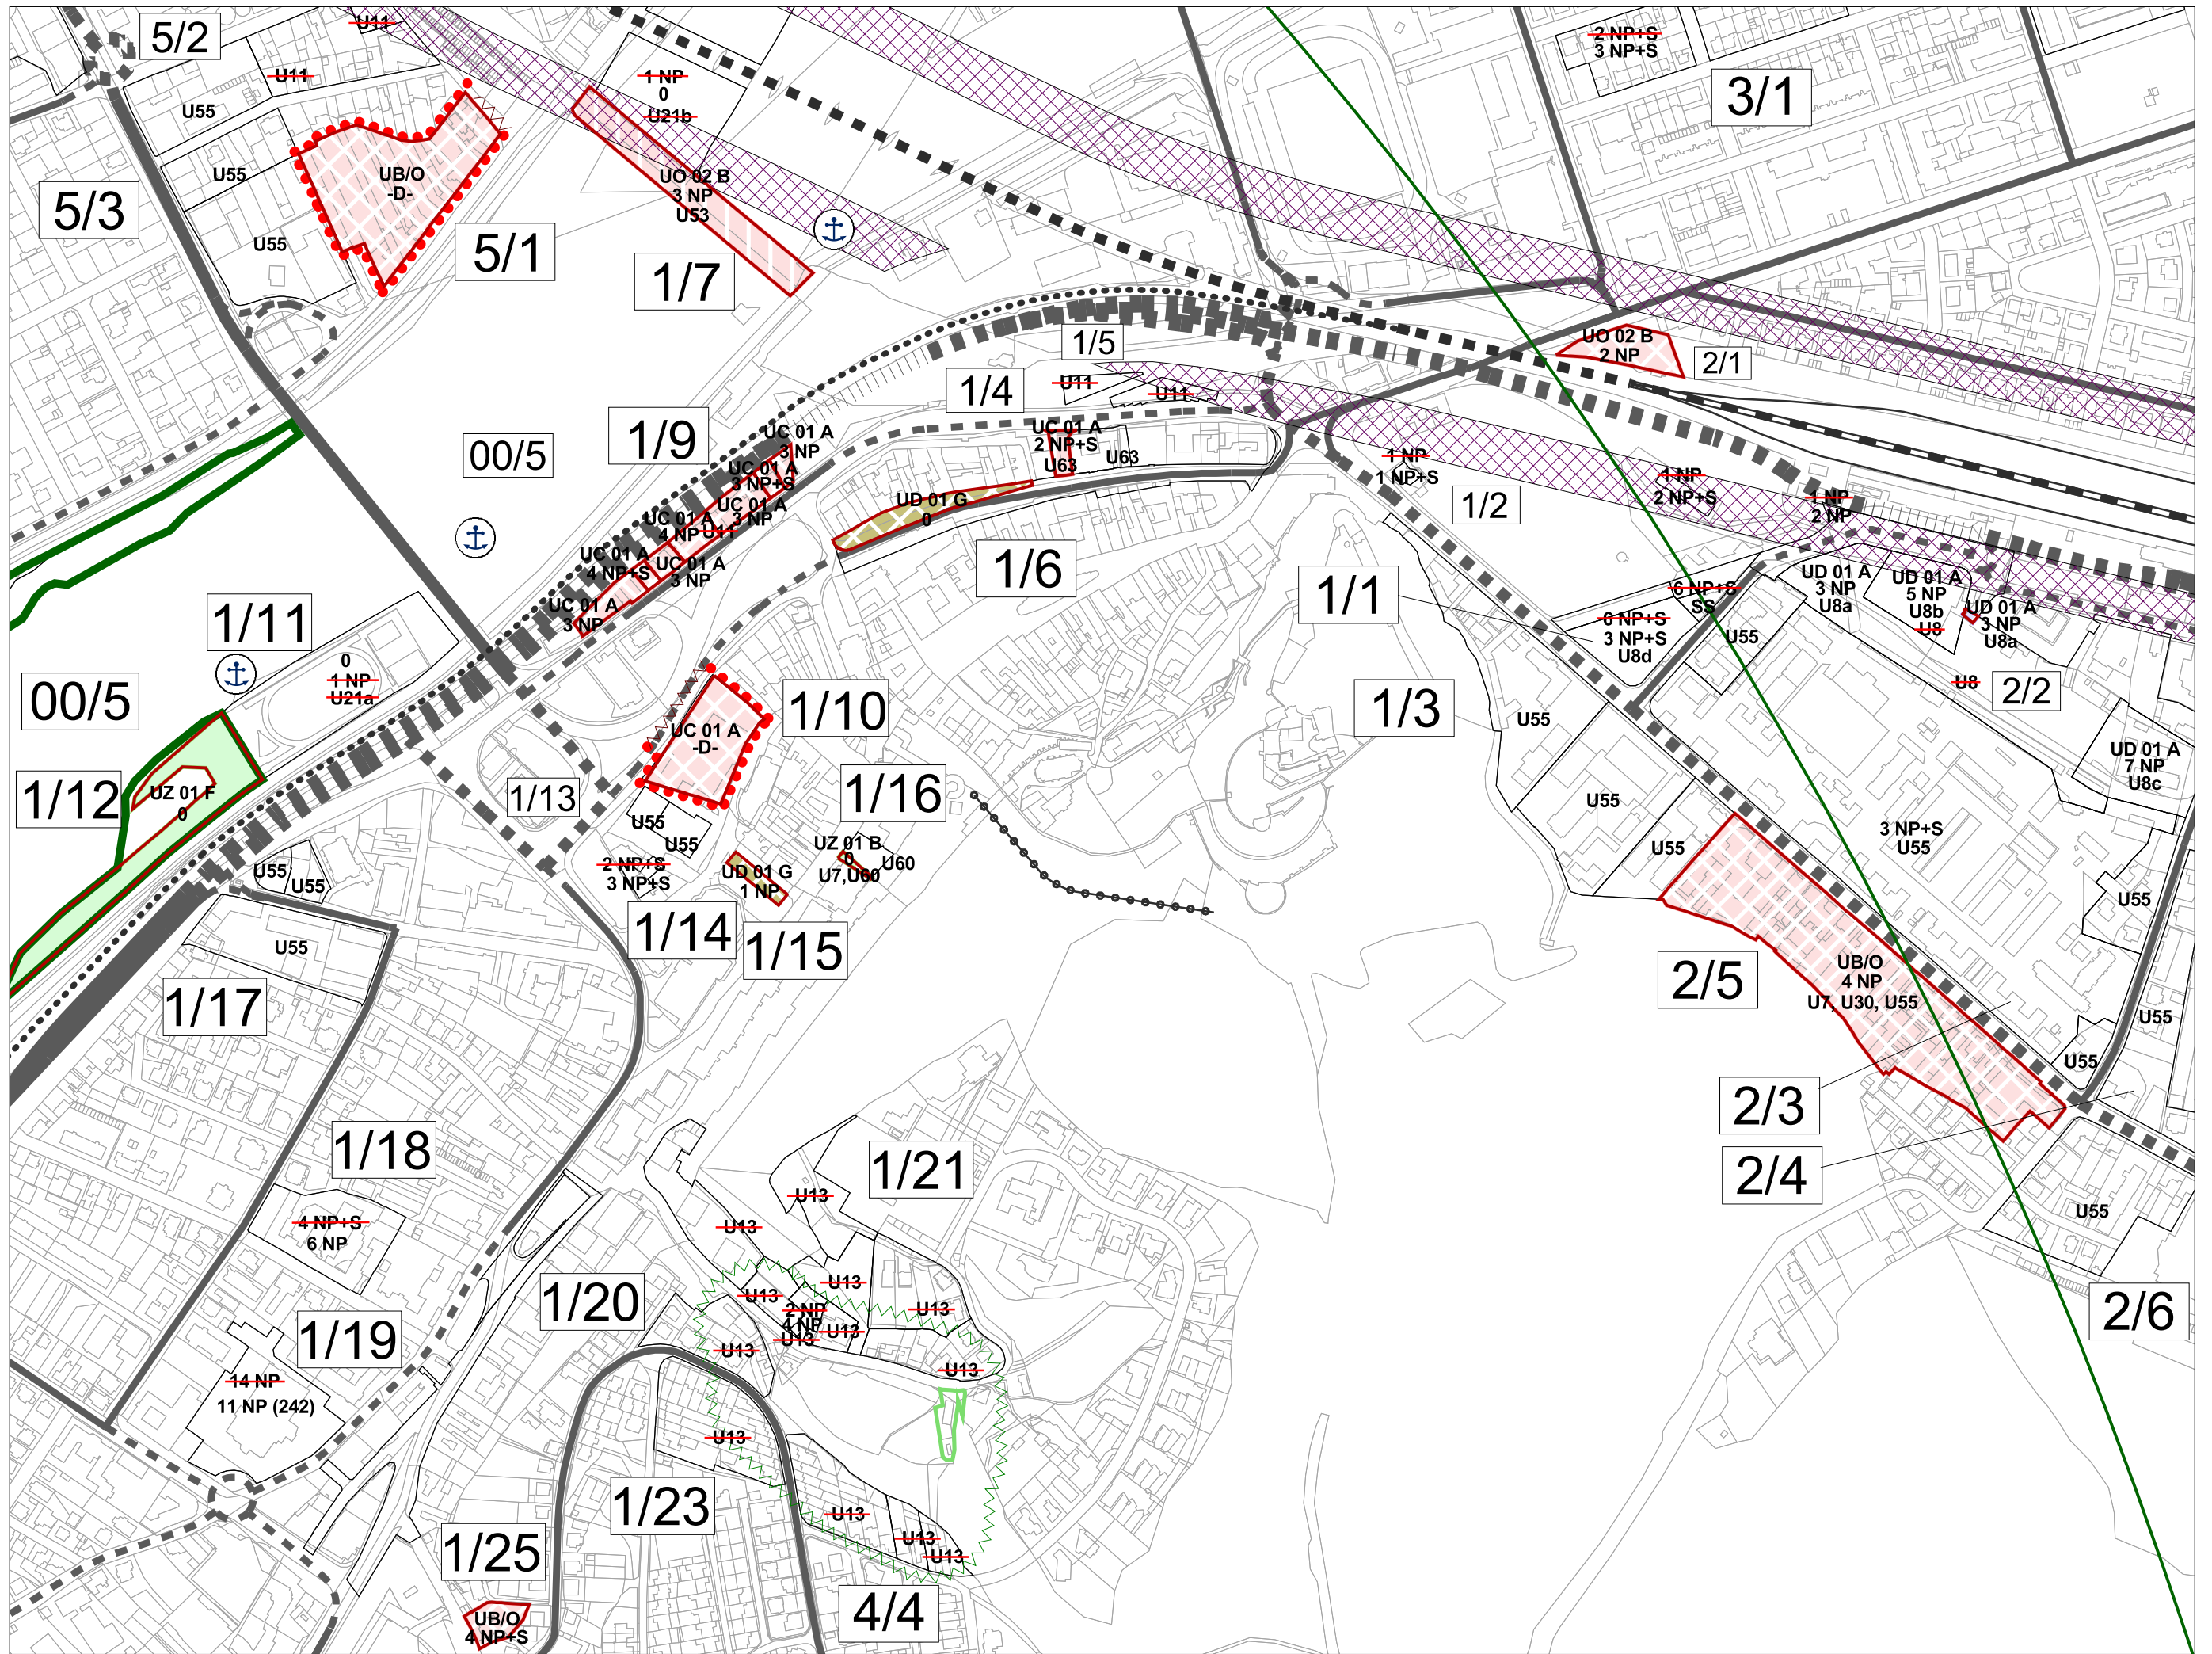 5/2
U11
U11
U55
U55
U55
5/3
UB/O
-D-
5/1
1 NP
0
U21b
UO 02 B
3 NP
U53
1/7
2 NP+S
3 NP+S
3/1
1/5
1/4
U11
U11
UO 02 B
2 NP
2/1
1/9
00/5
UC 01 A
3 NP
UC 01 A
3 NP+S
UC 01 A
3 NP
UC 01 A
4 NP U11
UC 01 A
4 NP+S
UC 01 A
3 NP
UC 01 A
3 NP
UC 01 A
2 NP+S
U63
U63
UD 01 G
0
1/6
1 NP
1 NP+S
1/2
1 NP
2 NP+S
1 NP
2 NP
1/1
6 NP+S
SS
6 NP+S
3 NP+S
U8d
U55
UD 01 A
3 NP
U8a
UD 01 A
5 NP
U8b
U8
UD 01 A
3 NP
U8a
U8
2/2
1/11
0
1 NP
U21a
00/5
1/12
UZ 01 F
0
1/10
UC 01 A
-D-
1/3
U55
U55
U55
UD 01 A
7 NP
U8c
1/13
1/16
U55
U55
2 NP+S
3 NP+S
UZ 01 B
0
U7,U60
U60
UD 01 G
1 NP
1/14
1/15
3 NP+S
U55
U55
U55
U55
U55
1/17
U55
2/5
UB/O
4 NP
U7, U30, U55
U55
U55
2/3
2/4
U55
2/6
1/18
4 NP+S
6 NP
1/19
14 NP
11 NP (242)
1/20
1/21
U13
U13
U13
U13
2 NP
4 NP
U13
U13
U13
U13
U13
U13
1/23
U13
U13
U13
1/25
UB/O
4 NP+S
4/4